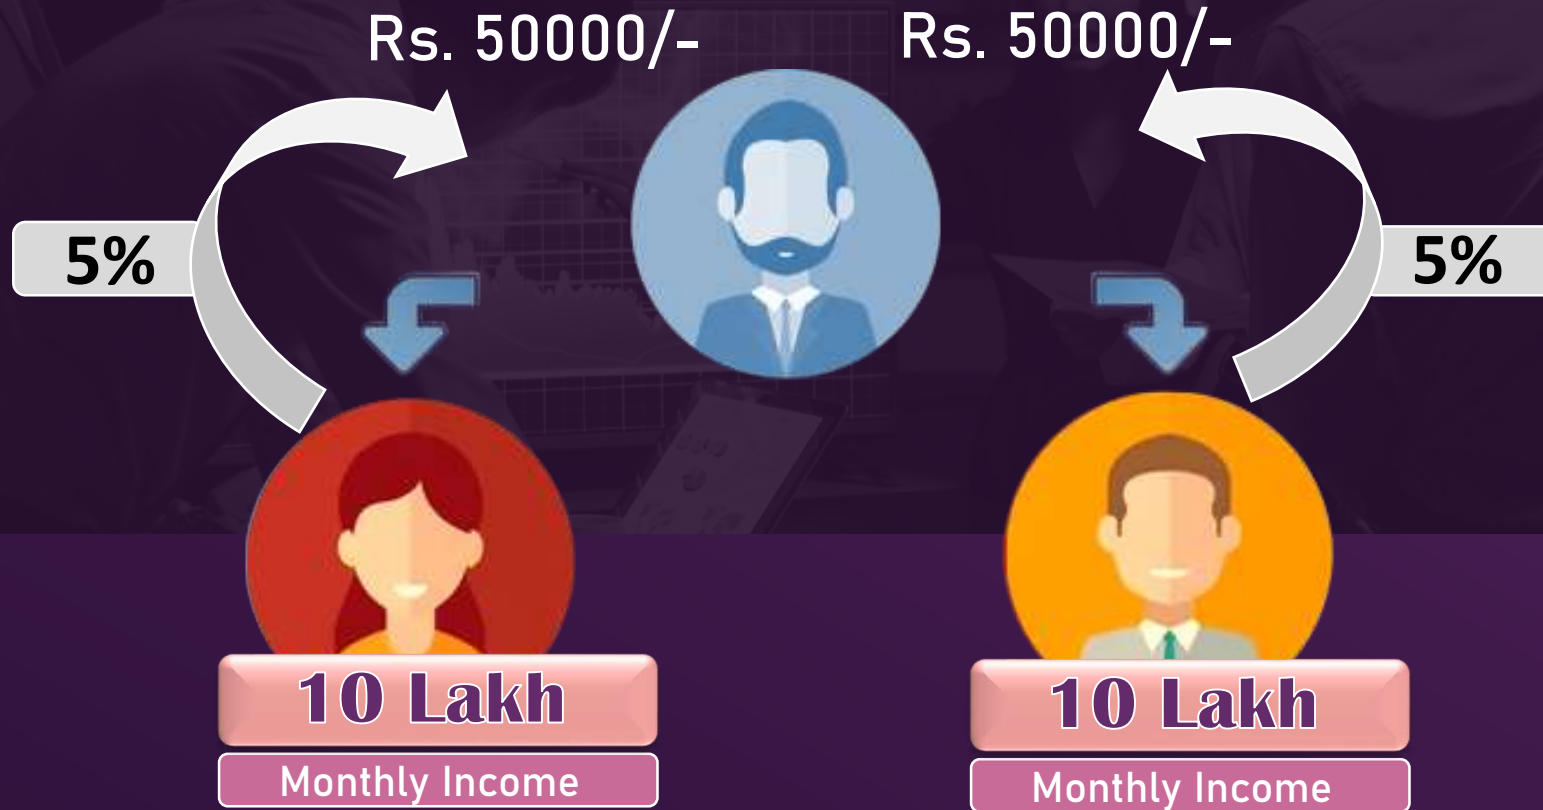 Rs. 50000/-
Rs. 50000/-
5%
5%
10 Lakh
10 Lakh
Monthly Income
Monthly Income